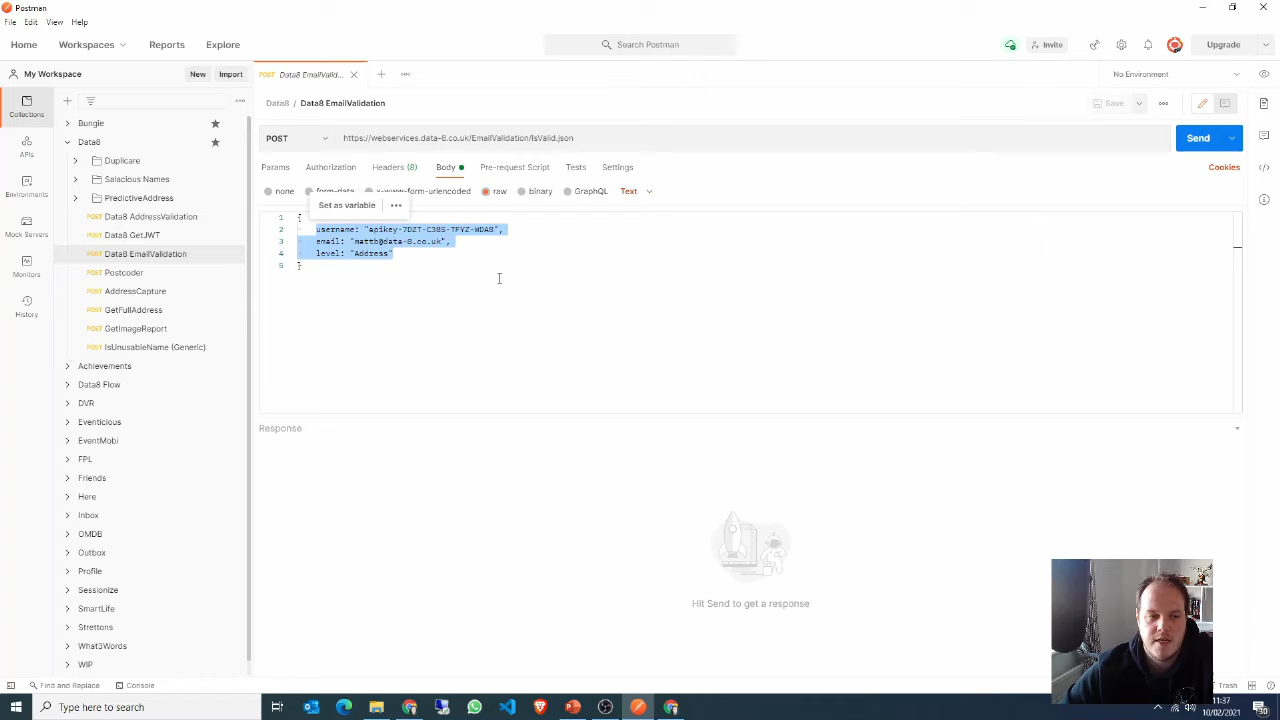 Postman
File Edit View Help
Home Workspaces Reports Explore Search Postman Invite Upgrade
My Workspace New Import POST Data8 EmailValid... No Environment
Collections
APIs
Environments
Mock Servers
Monitors
History
Bungie
Data8
Duplicare
Salacious Names
PredictiveAddress
POST Data8 AddressValidation
POST Data8 GetJWT
POST Data8 EmailValidation
POST Postcoder
POST AddressCapture
POST GetFullAddress
POST GetImageReport
POST IsUnusableName (Generic)
Achievements
Data8 Flow
DVR
Eventicious
EventMobi
FPL
Friends
Here
Inbox
OMDB
Outbox
Profile
Sessionize
SmartLife
Strettons
What3Words
WIP
Data8 / Data8 EmailValidation Save
POST https://webservices.data-8.co.uk/EmailValidation/IsValid.json Send
Params Authorization Headers (8) Body Pre-request Script Tests Settings Cookies
none form-data x-www-form-urlencoded raw binary GraphQL Text
Set as variable
1 {
2 username: "apikey-7DZT-C385-TFYZ-MDAB",
3 email: "mattb@data-8.co.uk",
4 level: "Address"
5 }
Response
Hit Send to get a response
Find and Replace Console Trash
Type here to search 11:37
10/02/2021